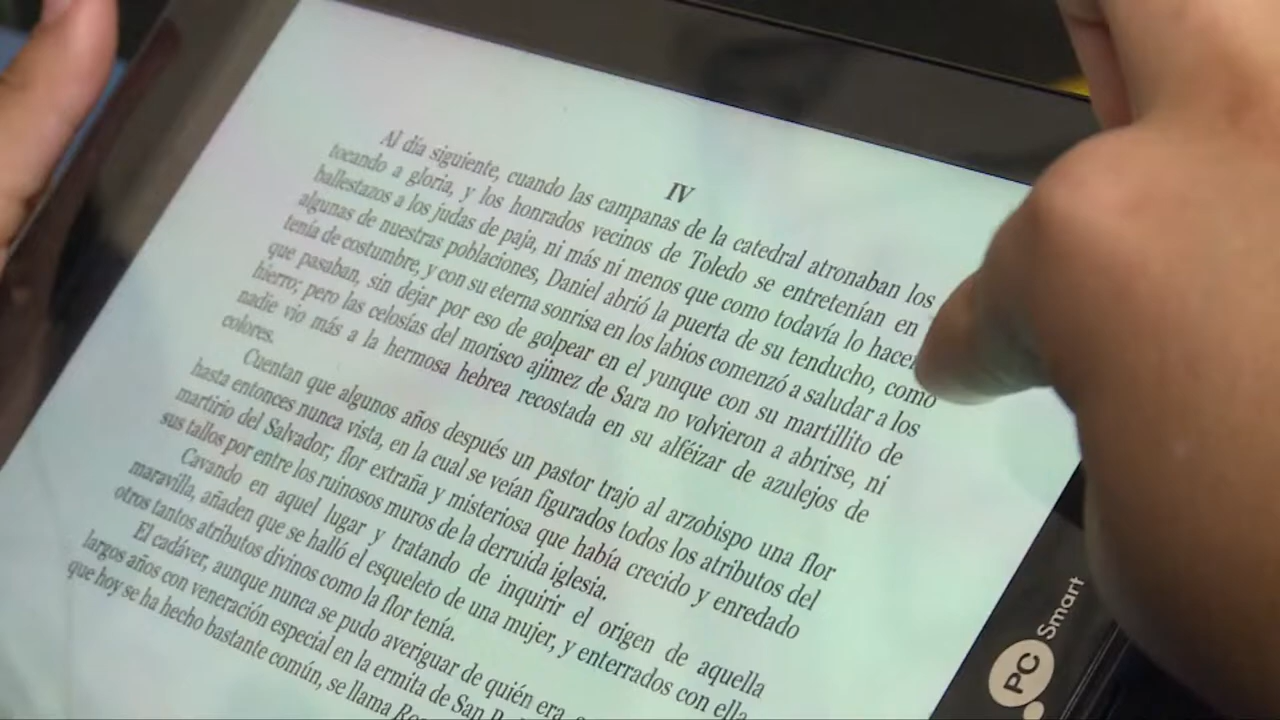 IV
Al día siguiente, cuando las campanas de la catedral atronaban los
tocando a gloria, y los honrados vecinos de Toledo se entretenían en
ballestazos a los judas de paja, ni más ni menos que como todavía lo hacen
algunas de nuestras poblaciones, Daniel abrió la puerta de su tenducho, como
tenía de costumbre, y con su eterna sonrisa en los labios comenzó a saludar a los
que pasaban, sin dejar por eso de golpear en el yunque con su martillito de
hierro; pero las celosías del morisco ajimez de Sara no volvieron a abrirse, ni
nadie vio más a la hermosa hebrea recostada en su alféizar de azulejos de
colores.
Cuentan que algunos años después un pastor trajo al arzobispo una flor
hasta entonces nunca vista, en la cual se veían figurados todos los atributos del
martirio del Salvador; flor extraña y misteriosa que había crecido y enredado
sus tallos por entre los ruinosos muros de la derruida iglesia.
Cavando en aquel lugar y tratando de inquirir el origen de aquella
maravilla, añaden que se halló el esqueleto de una mujer, y enterrados con ella
otros tantos atributos divinos como la flor tenía.
El cadáver, aunque nunca se pudo averiguar de quién era
largos años con veneración especial en la ermita de San
que hoy se ha hecho bastante común, se llama
PC Smart